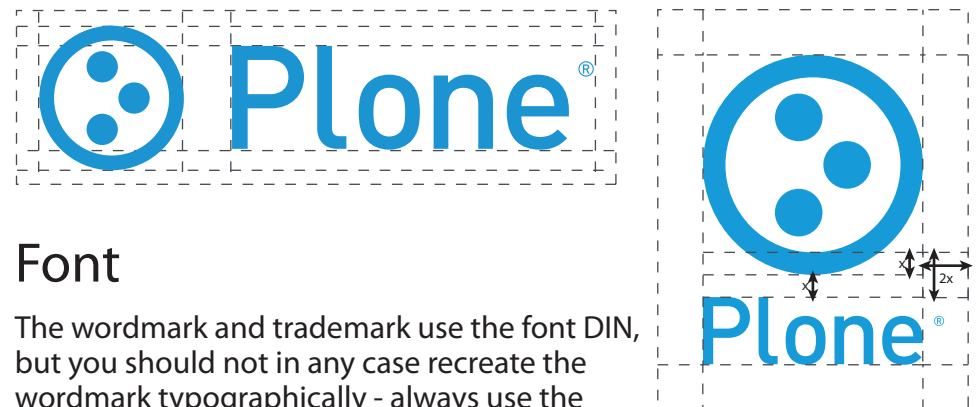 Plone®
Font
The wordmark and trademark use the font DIN,
but you should not in any case recreate the
wordmark typographically - always use the
x
2x
x
Plone®